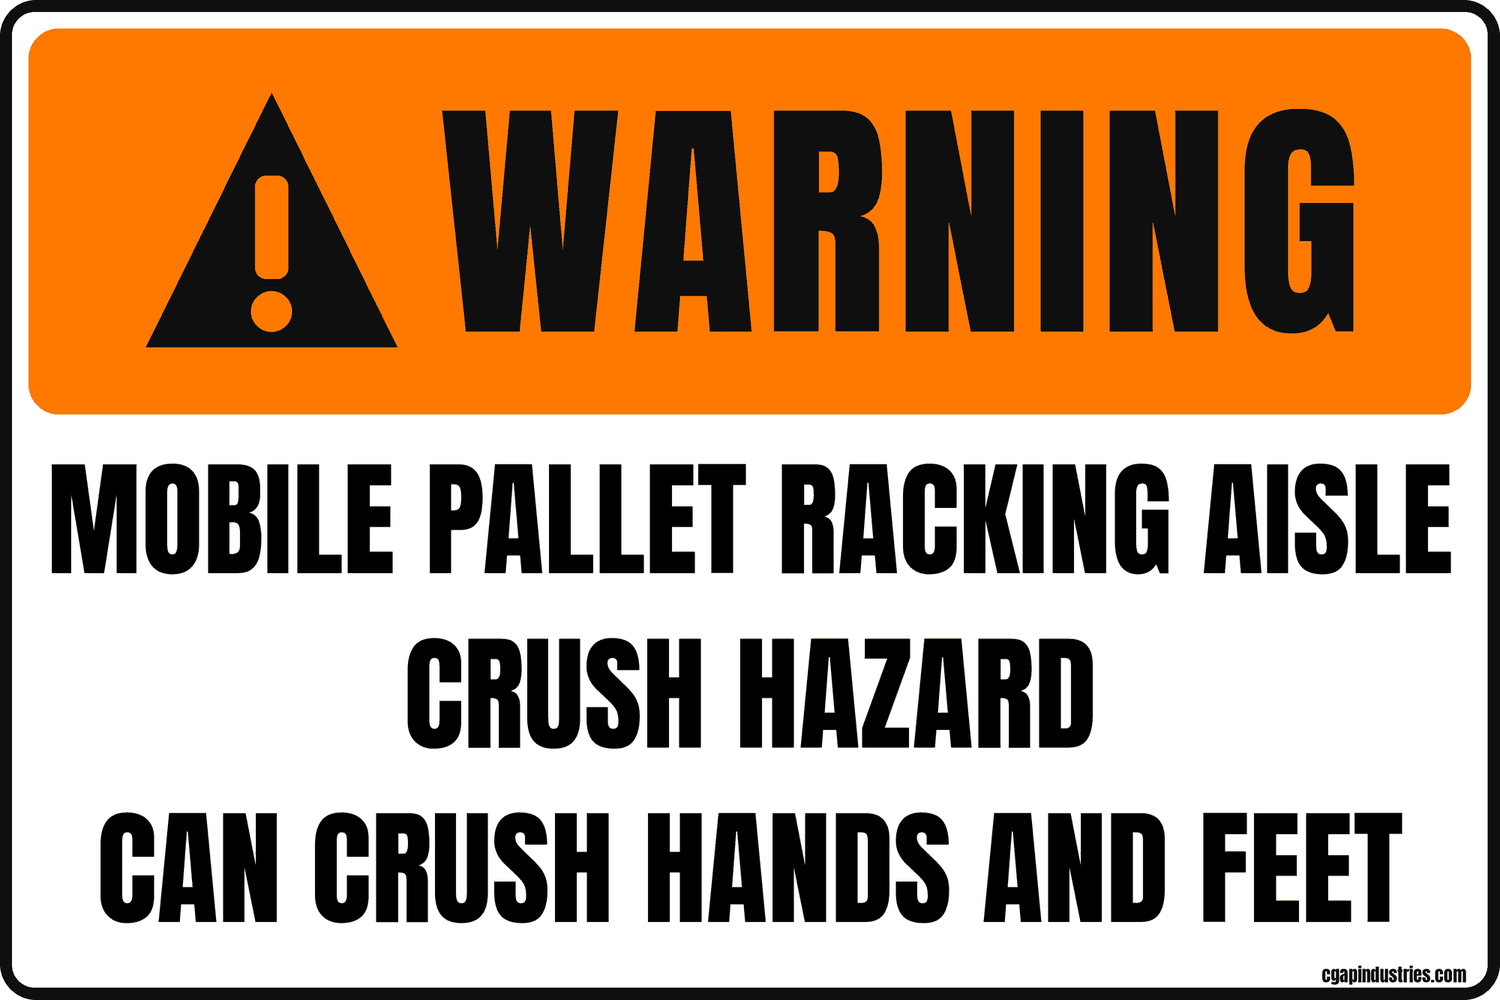 WARNING
MOBILE PALLET RACKING AISLE
CRUSH HAZARD
CAN CRUSH HANDS AND FEET
cgapindustries.com